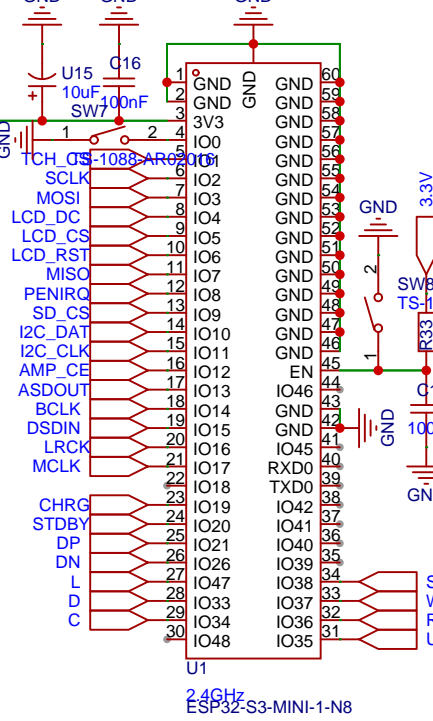 GND GND GND
U15
10uF
C16
100nF
GND
SW7
1 2
TS-1088-AR02016
TCH_CS
SCLK
MOSI
LCD_DC
LCD_CS
LCD_RST
MISO
PENIRQ
SD_CS
I2C_DAT
I2C_CLK
AMP_CE
ASDOUT
BCLK
DSDIN
LRCK
MCLK
CHRG
STDBY
DP
DN
L
D
C
GND
1 GND GND 60
2 GND GND 59
3 3V3 GND 58
4 IO0 GND 57
5 IO1 GND 56
6 IO2 GND 55
7 IO3 GND 54
8 IO4 GND 53
9 IO5 GND 52
10 IO6 GND 51
11 IO7 GND 50
12 IO8 GND 49
13 IO9 GND 48
14 IO10 GND 47
15 IO11 GND 46
16 IO12 EN 45
17 IO13 IO46 44
18 IO14 GND 43
19 IO15 GND 42
20 IO16 IO45 41
21 IO17 RXD0 40
22 IO18 TXD0 39
23 IO19 IO42 38
24 IO20 IO41 37
25 IO21 IO40 36
26 IO26 IO39 35
27 IO47 IO38 34
28 IO33 IO37 33
29 IO34 IO36 32
30 IO48 IO35 31
U1
2.4GHz
ESP32-S3-MINI-1-N8
GND
2
1
SW8
TS-1
3.3V
R33
GND